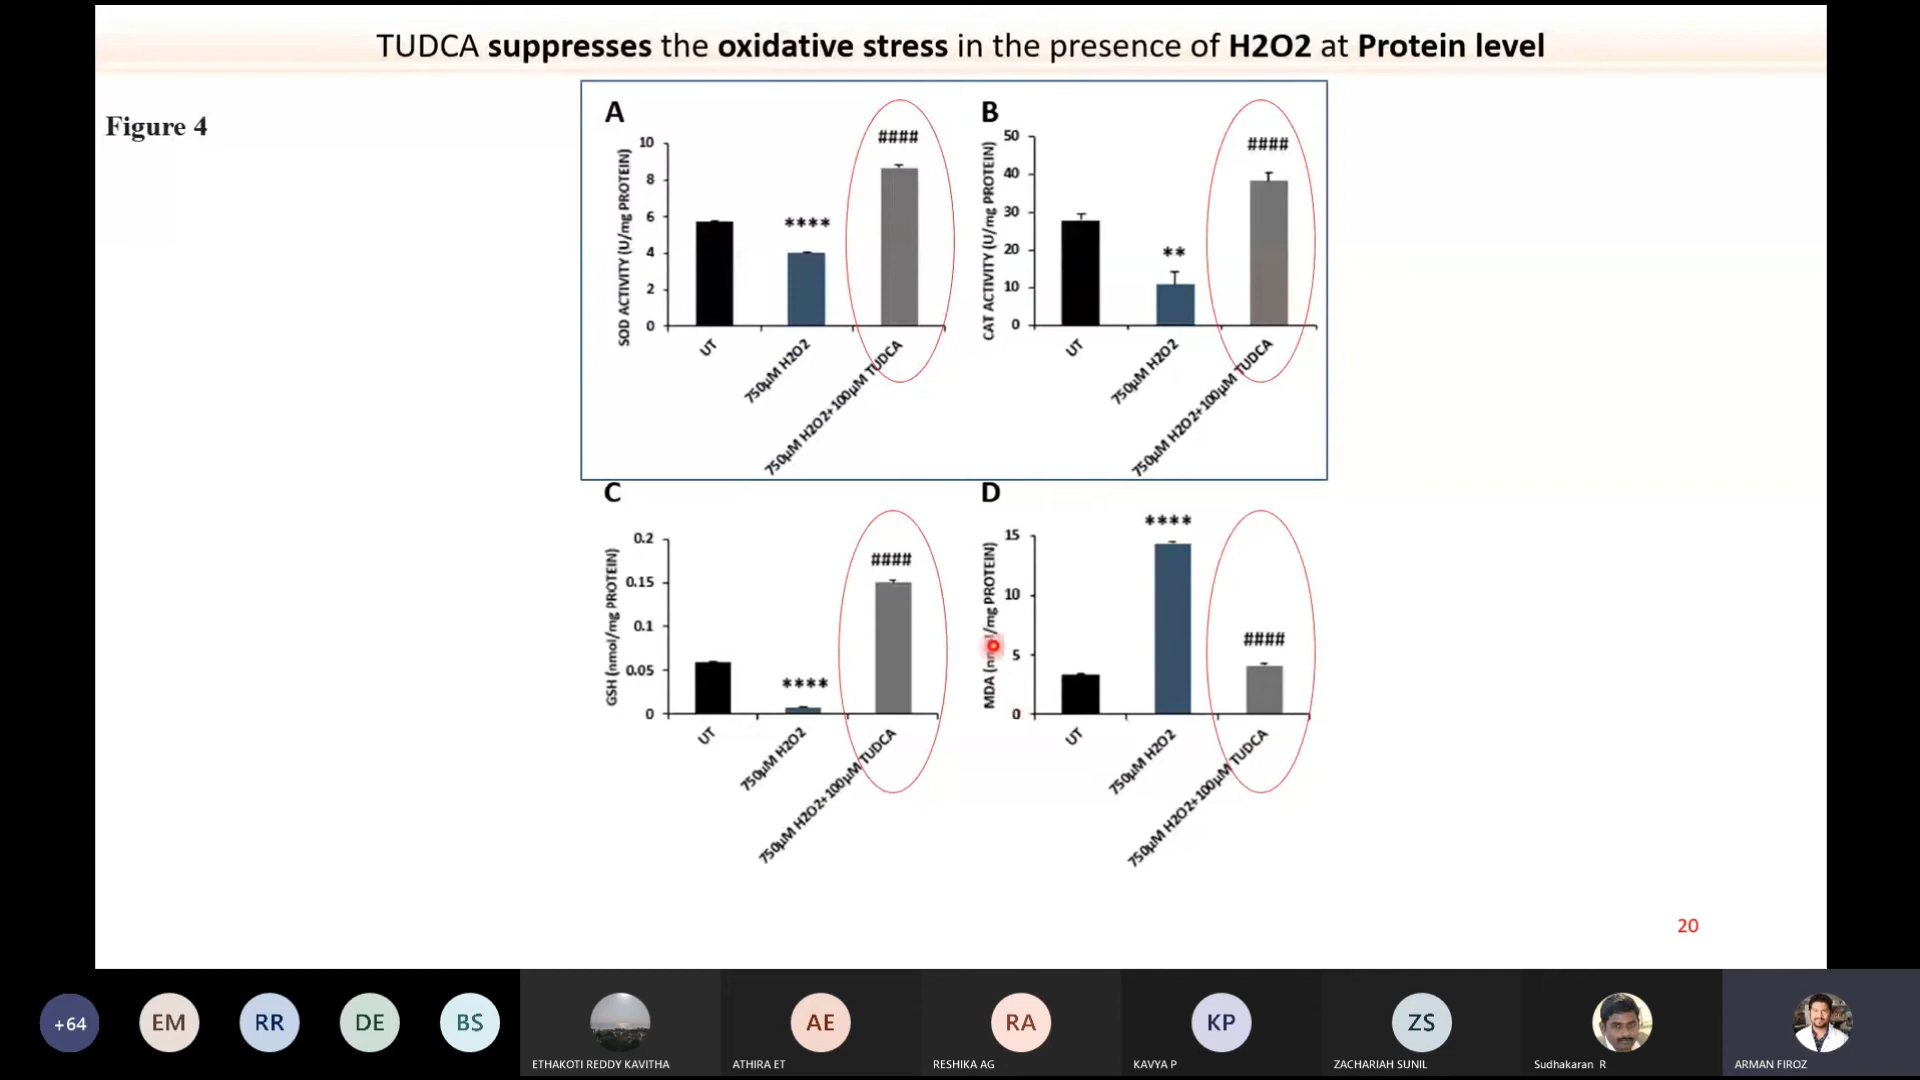 TUDCA suppresses the oxidative stress in the presence of H2O2 at Protein level
Figure 4
A
SOD ACTIVITY (U/mg PROTEIN)
10
8
6
4
2
0
****
####
UT
750µM H2O2
750µM H2O2+100µM TUDCA
B
CAT ACTIVITY (U/mg PROTEIN)
50
40
30
20
10
0
**
####
UT
750µM H2O2
750µM H2O2+100µM TUDCA
C
GSH (nmol/mg PROTEIN)
0.2
0.15
0.1
0.05
0
****
####
UT
750µM H2O2
750µM H2O2+100µM TUDCA
D
MDA (nmol/mg PROTEIN)
15
10
5
0
****
####
UT
750µM H2O2
750µM H2O2+100µM TUDCA
20
+64
EM
RR
DE
BS
ETHAKOTI REDDY KAVITHA
AE
ATHIRA ET
RA
RESHIKA AG
KP
KAVYA P
ZS
ZACHARIAH SUNIL
Sudhakaran R
ARMAN FIROZ